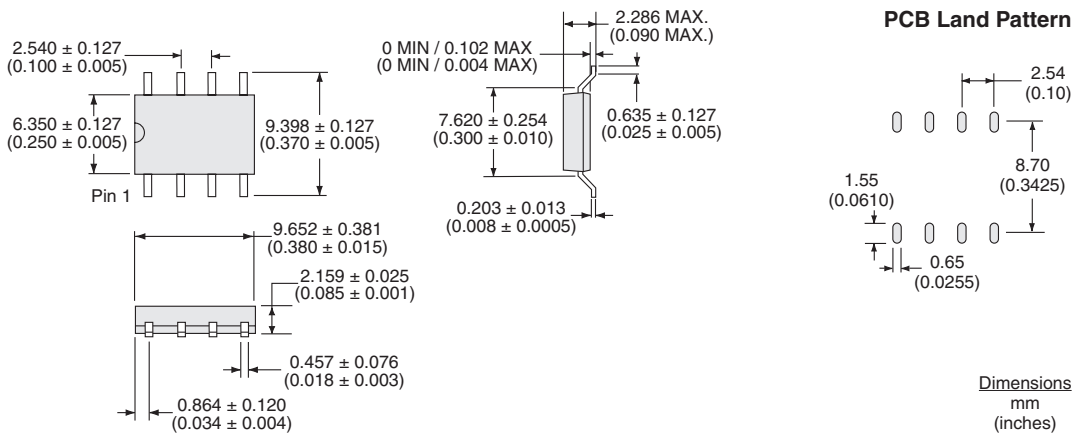 2.540 ± 0.127
(0.100 ± 0.005)
6.350 ± 0.127
(0.250 ± 0.005)
9.398 ± 0.127
(0.370 ± 0.005)
Pin 1
9.652 ± 0.381
(0.380 ± 0.015)
2.159 ± 0.025
(0.085 ± 0.001)
0.457 ± 0.076
(0.018 ± 0.003)
0.864 ± 0.120
(0.034 ± 0.004)
2.286 MAX.
(0.090 MAX.)
0 MIN / 0.102 MAX
(0 MIN / 0.004 MAX)
7.620 ± 0.254
(0.300 ± 0.010)
0.635 ± 0.127
(0.025 ± 0.005)
0.203 ± 0.013
(0.008 ± 0.0005)
PCB Land Pattern
2.54
(0.10)
8.70
(0.3425)
1.55
(0.0610)
0.65
(0.0255)
Dimensions
mm
(inches)